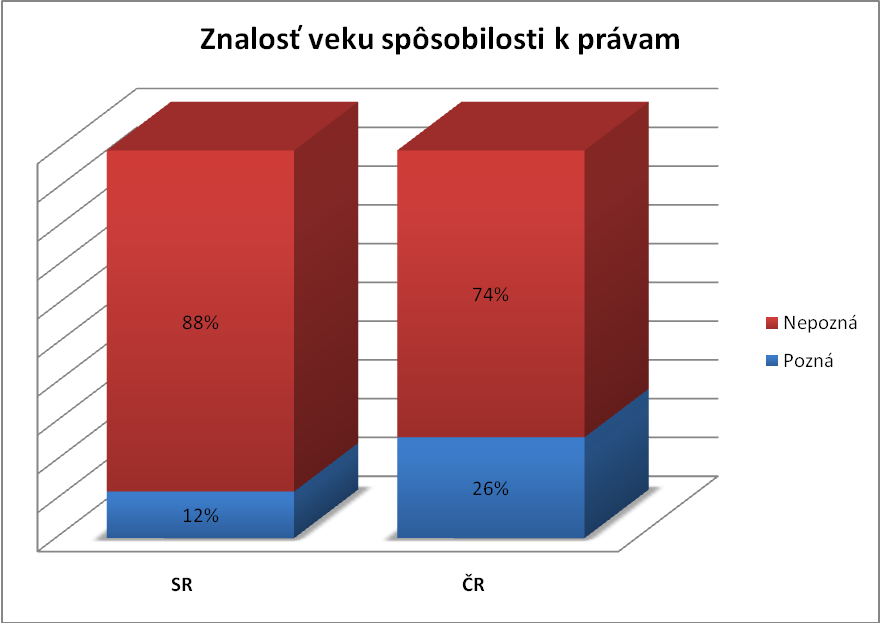 Znalosť veku spôsobilosti k právam
88%
74%
12%
26%
SR
ČR
Nepozná
Pozná